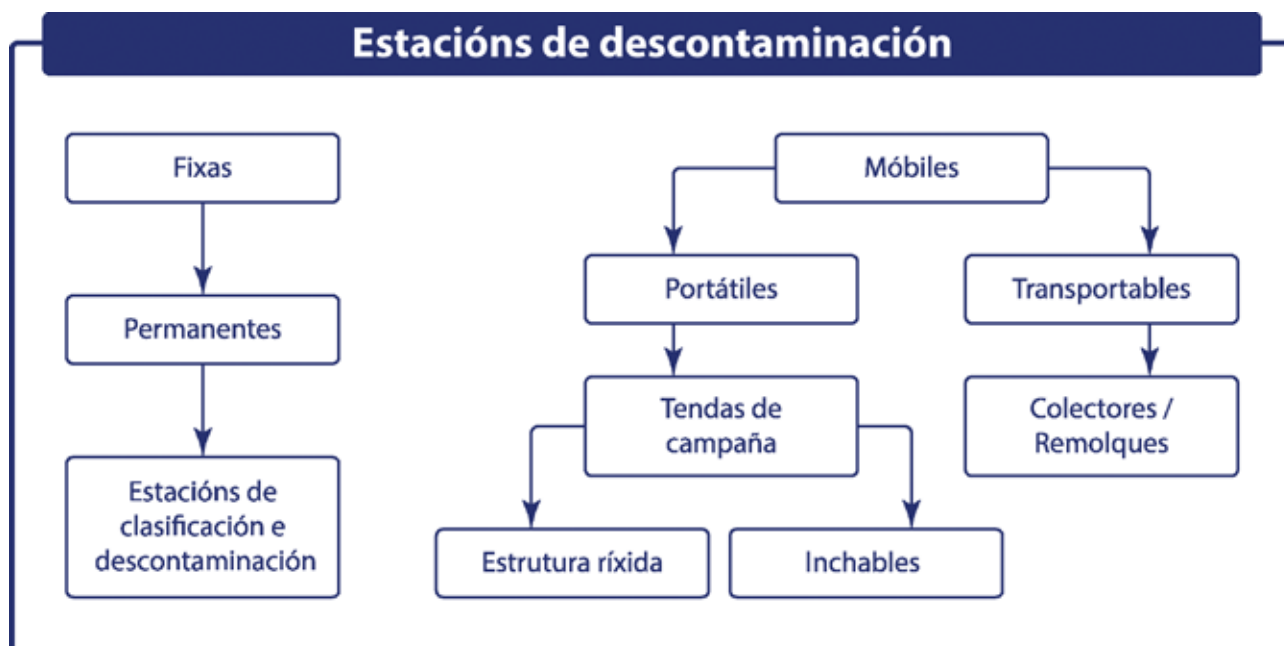 Estacións de descontaminación
Fixas
Permanentes
Estacións de
clasificación e
descontaminación
Móbiles
Portátiles
Transportables
Tendas de
campaña
Colectores /
Remolques
Estrutura ríxida
Inchables